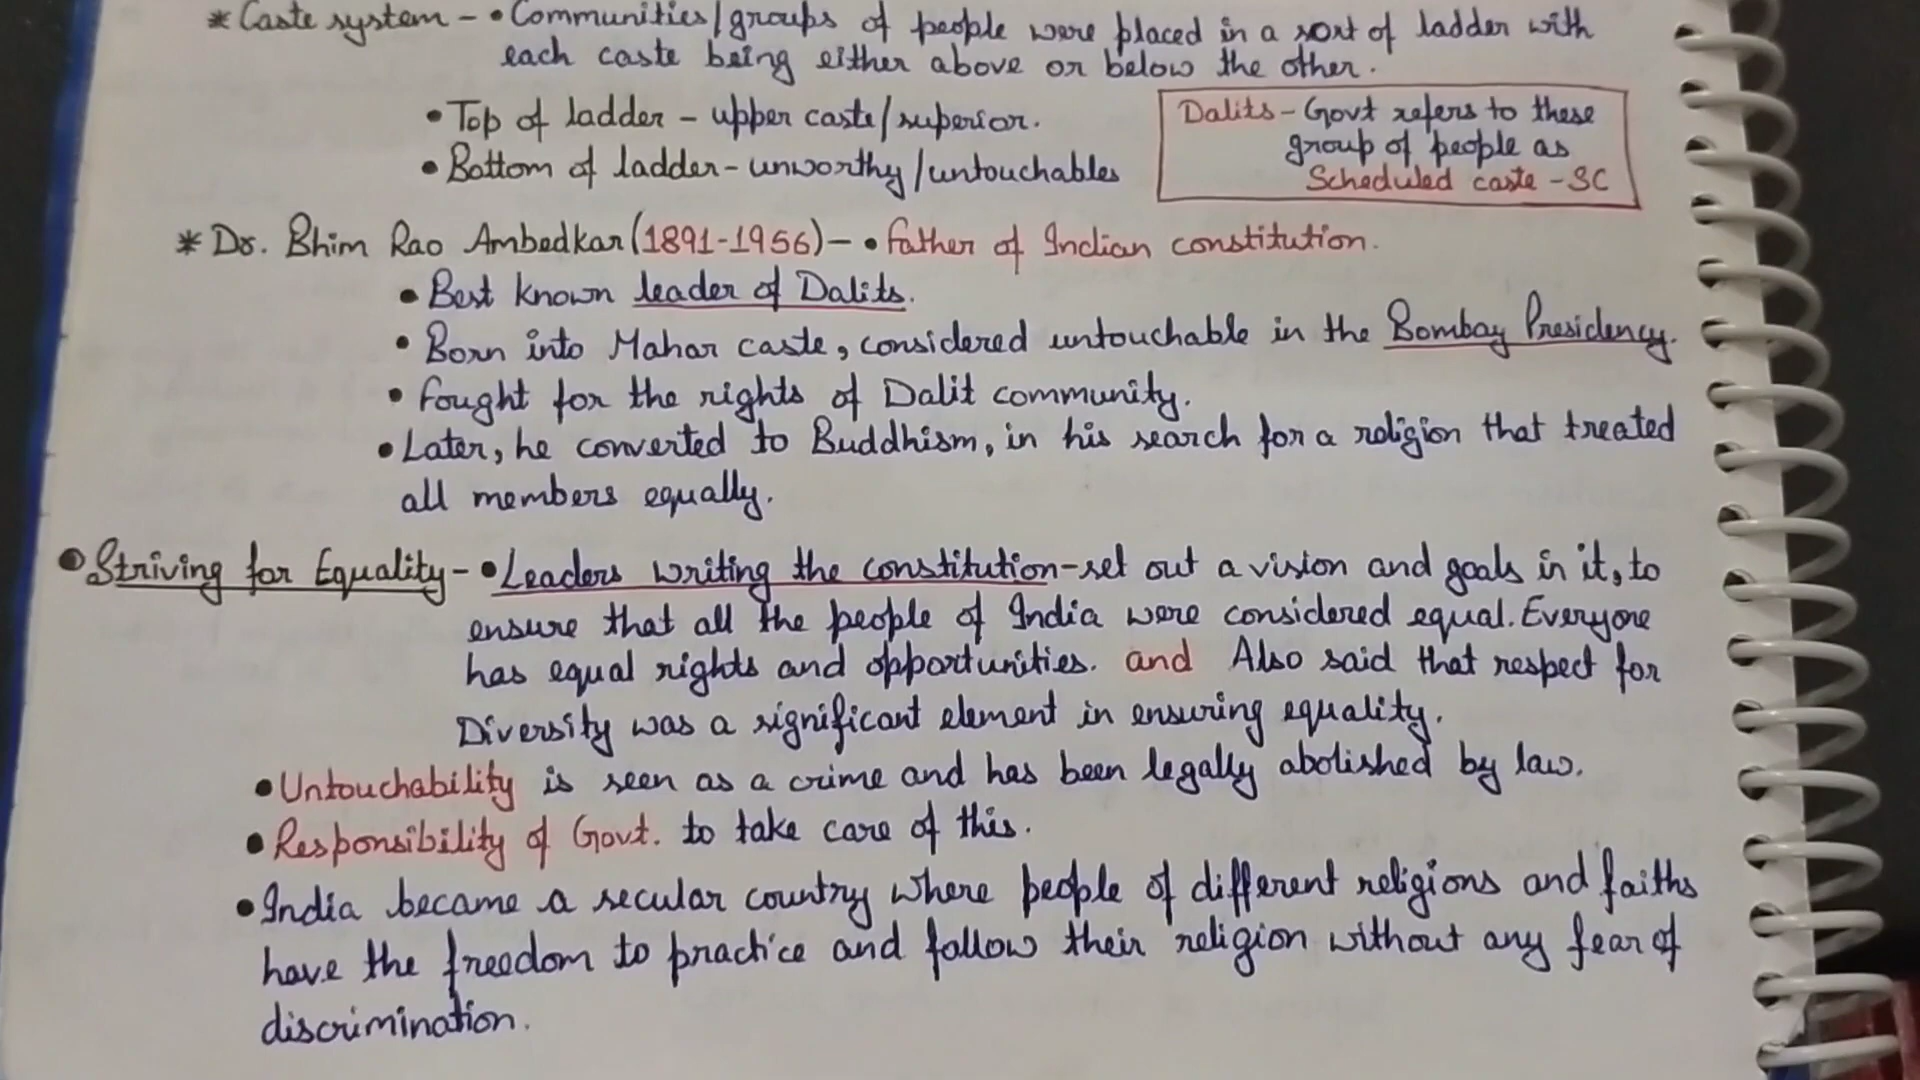 * Caste system - • Communities/groups of people were placed in a sort of ladder with
each caste being either above or below the other.
• Top of ladder - upper caste/superior.
• Bottom of ladder - unworthy/untouchables
Dalits - Govt refers to these
group of people as
Scheduled caste - SC
* Dr. Bhim Rao Ambedkar (1891-1956) - • Father of Indian constitution.
• Best known leader of Dalits.
• Born into Mahar caste, considered untouchable in the Bombay Presidency.
• Fought for the rights of Dalit community.
• Later, he converted to Buddhism, in his search for a religion that treated
all members equally.
• Striving for Equality - • Leaders writing the constitution - set out a vision and goals in it, to
ensure that all the people of India were considered equal. Everyone
has equal rights and opportunities. and Also said that respect for
Diversity was a significant element in ensuring equality.
• Untouchability is seen as a crime and has been legally abolished by law.
• Responsibility of Govt. to take care of this.
• India became a secular country where people of different religions and faiths
have the freedom to practice and follow their religion without any fear of
discrimination.